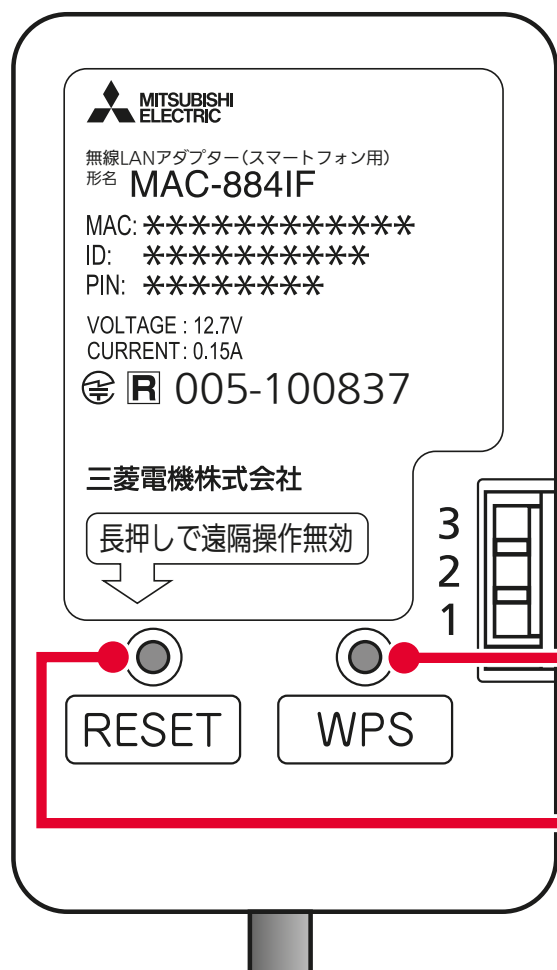 MITSUBISHI
ELECTRIC
無線LANアダプター(スマートフォン用)
形名 MAC-884IF
MAC: ************
ID: **********
PIN: ********
VOLTAGE : 12.7V
CURRENT : 0.15A
R 005-100837
三菱電機株式会社
長押しで遠隔操作無効
3
2
1
RESET
WPS